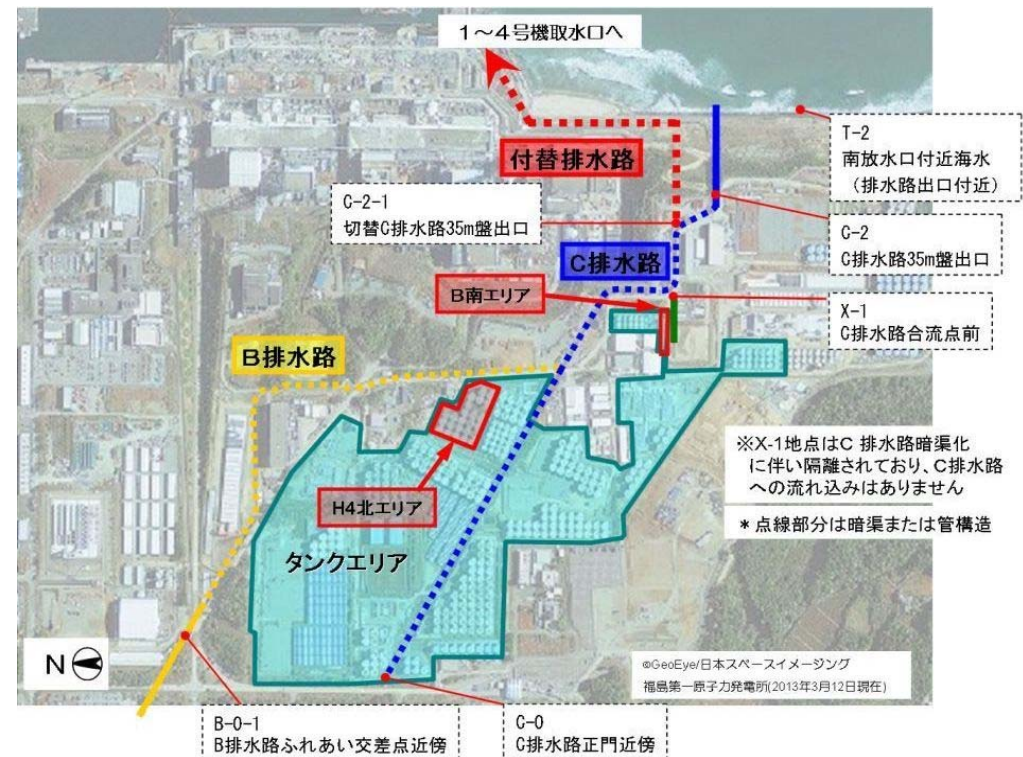 1～4号機取水口へ
付替排水路
T-2
南放水口付近海水
（排水路出口付近）
C-2-1
切替C排水路35m盤出口
C-2
C排水路35m盤出口
C排水路
B南エリア
X-1
C排水路合流点前
B排水路
※X-1地点はC 排水路暗渠化
に伴い隔離されており、C排水路
への流れ込みはありません
H4北エリア
＊点線部分は暗渠または管構造
タンクエリア
N
©GeoEye/日本スペースイメージング
福島第一原子力発電所(2013年3月12日現在)
B-0-1
B排水路ふれあい交差点近傍
C-0
C排水路正門近傍